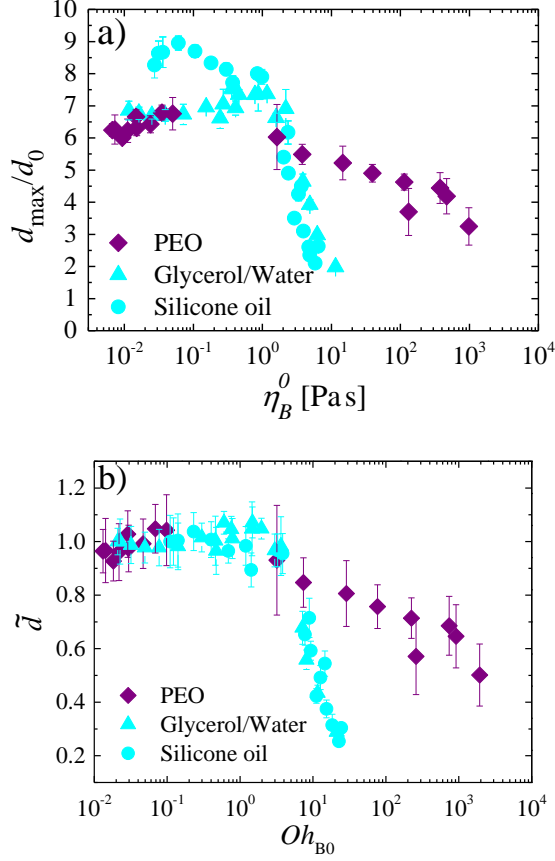 a)
10
9
8
7
6
5
4
3
2
1
0
d_max/d_0
PEO
Glycerol/Water
Silicone oil
10^-2 10^-1 10^0 10^1 10^2 10^3 10^4
η_B^0 [Pa s]
b)
1.2
1.0
0.8
0.6
0.4
0.2
d̃
PEO
Glycerol/Water
Silicone oil
10^-2 10^-1 10^0 10^1 10^2 10^3 10^4
Oh_B0